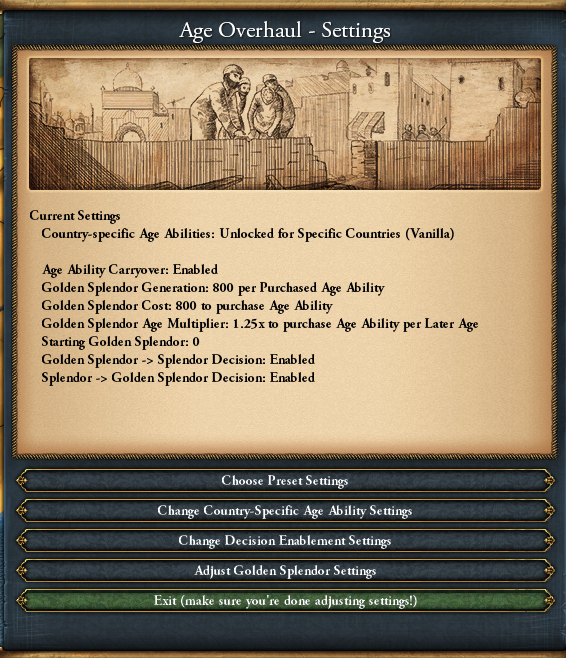 Age Overhaul - Settings
Current Settings
Country-specific Age Abilities: Unlocked for Specific Countries (Vanilla)
Age Ability Carryover: Enabled
Golden Splendor Generation: 800 per Purchased Age Ability
Golden Splendor Cost: 800 to purchase Age Ability
Golden Splendor Age Multiplier: 1.25x to purchase Age Ability per Later Age
Starting Golden Splendor: 0
Golden Splendor -> Splendor Decision: Enabled
Splendor -> Golden Splendor Decision: Enabled
Choose Preset Settings
Change Country-Specific Age Ability Settings
Change Decision Enablement Settings
Adjust Golden Splendor Settings
Exit (make sure you're done adjusting settings!)